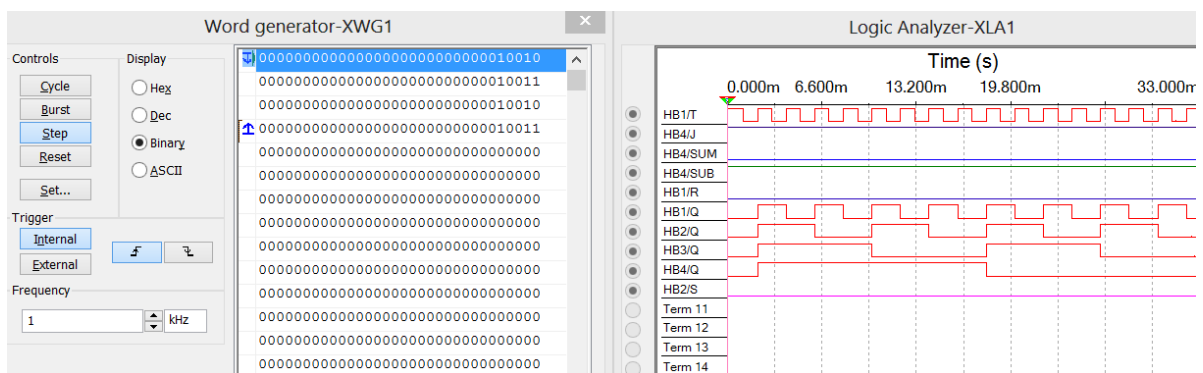 Word generator-XWG1
Controls
Cycle
Burst
Step
Reset
Set...
Trigger
Internal
External
Frequency
1 kHz
Display
Hex
Dec
Binary
ASCII
00000000000000000000000000010010
00000000000000000000000000010011
00000000000000000000000000010010
00000000000000000000000000010011
00000000000000000000000000000000
00000000000000000000000000000000
00000000000000000000000000000000
00000000000000000000000000000000
00000000000000000000000000000000
00000000000000000000000000000000
00000000000000000000000000000000
00000000000000000000000000000000
00000000000000000000000000000000
00000000000000000000000000000000
Logic Analyzer-XLA1
Time (s)
0.000m 6.600m 13.200m 19.800m 33.000m
HB1/T
HB4/J
HB4/SUM
HB4/SUB
HB1/R
HB1/Q
HB2/Q
HB3/Q
HB4/Q
HB2/S
Term 11
Term 12
Term 13
Term 14